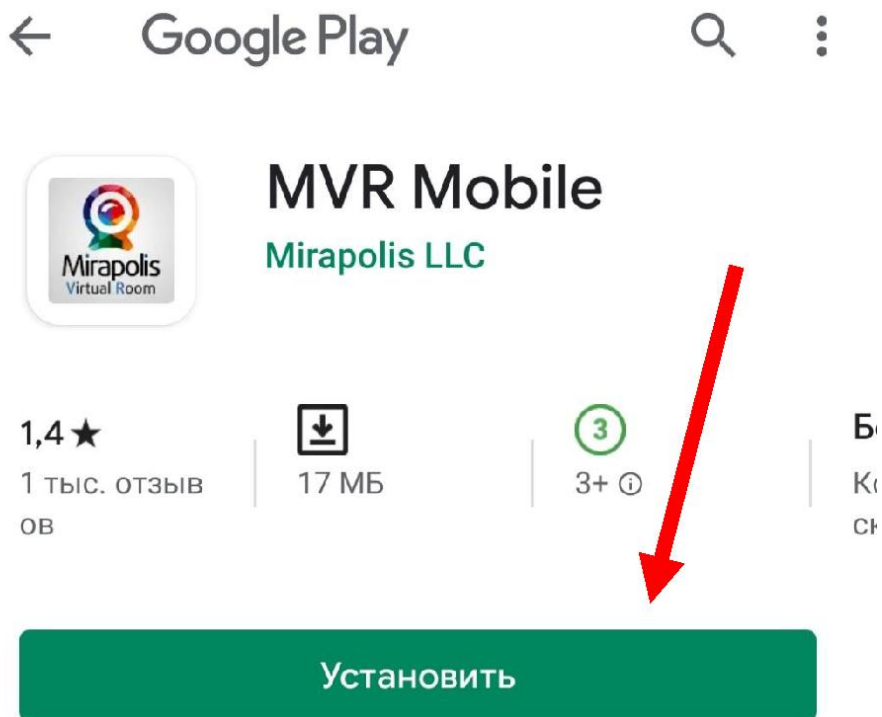 Google Play
MVR Mobile
Mirapolis LLC
Mirapolis
Virtual Room
1,4★
1 тыс. отзыв
ов
17 МБ
3
3+
Установить